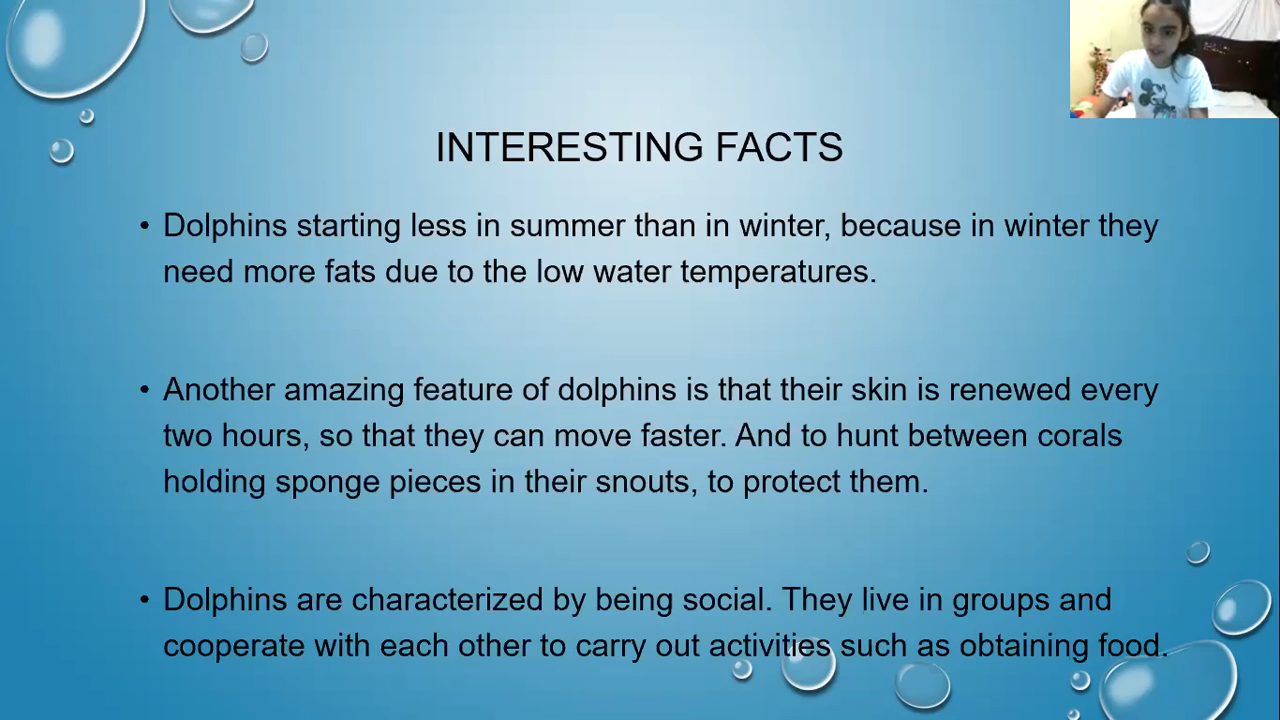 INTERESTING FACTS
• Dolphins starting less in summer than in winter, because in winter they
need more fats due to the low water temperatures.
• Another amazing feature of dolphins is that their skin is renewed every
two hours, so that they can move faster. And to hunt between corals
holding sponge pieces in their snouts, to protect them.
• Dolphins are characterized by being social. They live in groups and
cooperate with each other to carry out activities such as obtaining food.